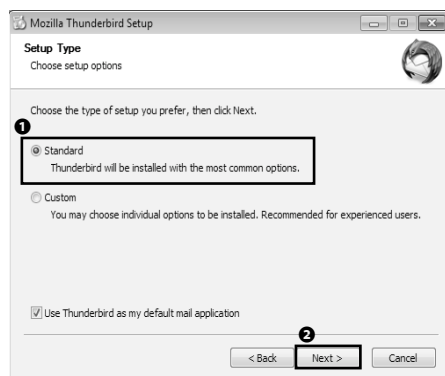 Mozilla Thunderbird Setup
Setup Type
Choose setup options
Choose the type of setup you prefer, then click Next.
1
Standard
Thunderbird will be installed with the most common options.
Custom
You may choose individual options to be installed. Recommended for experienced users.
Use Thunderbird as my default mail application
2
< Back Next > Cancel